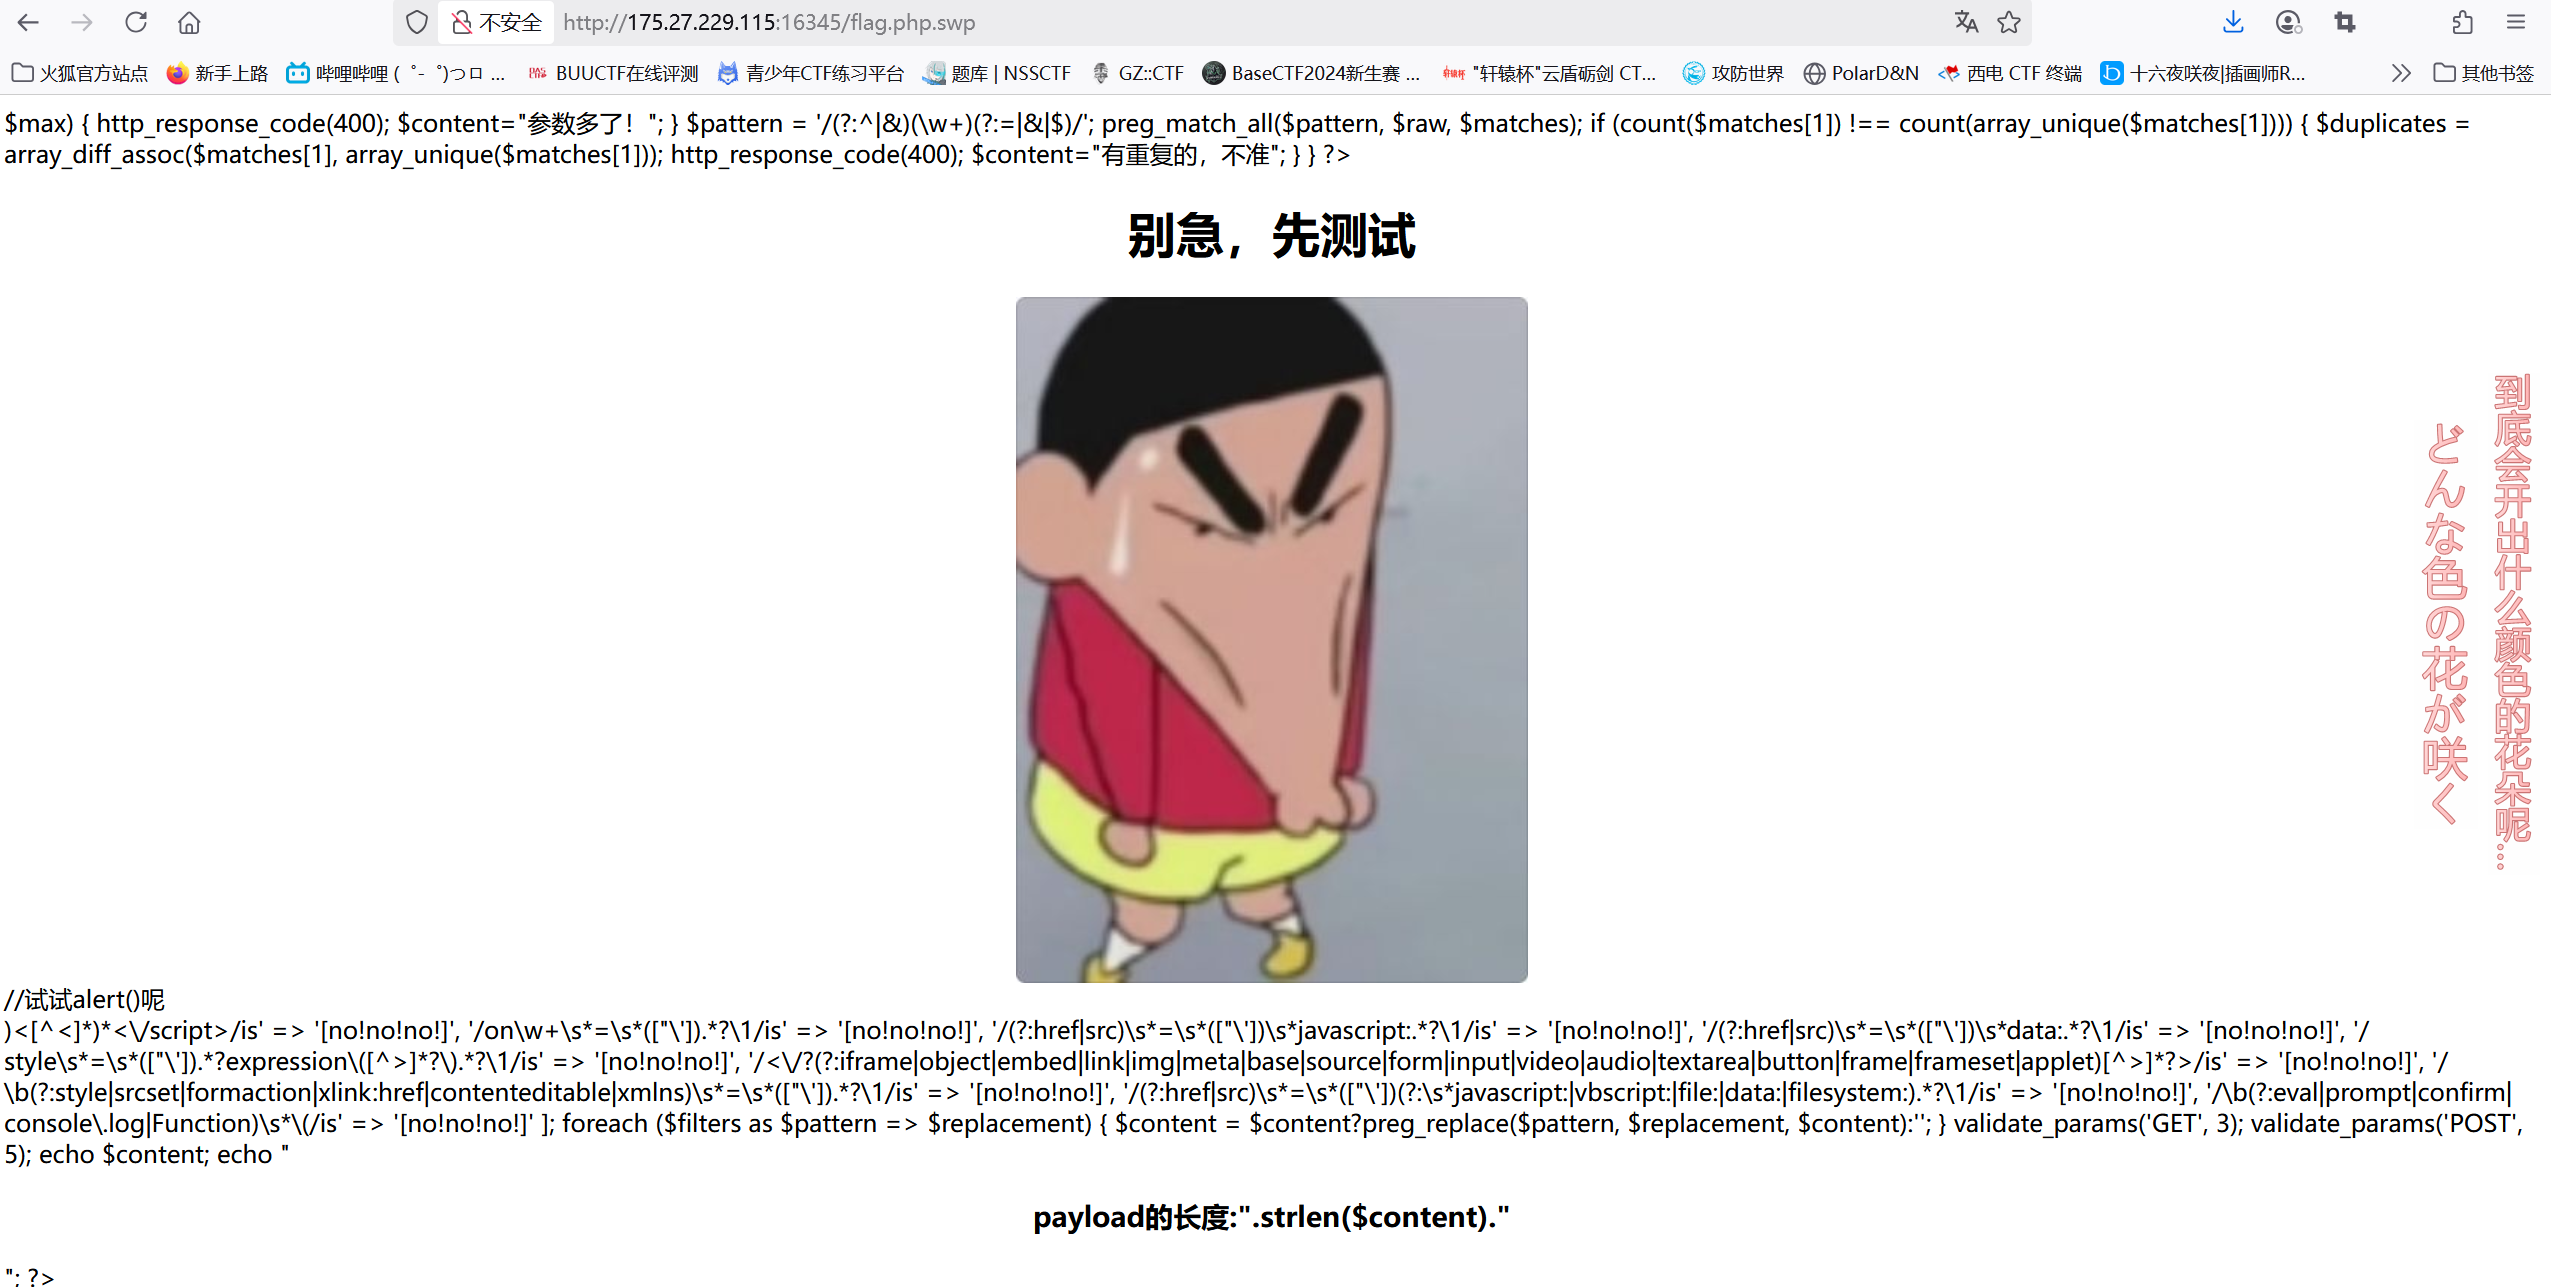 不安全
http://175.27.229.115:16345/flag.php.swp
火狐官方站点 新手上路 哔哩哔哩 ( ゜- ゜)つロ ... BUUCTF在线评测 青少年CTF练习平台 题库 | NSSCTF GZ::CTF BaseCTF2024新生赛 ... "轩辕杯"云盾砺剑 CT... 攻防世界 PolarD&N 西电 CTF 终端 十六夜咲夜|插画师R... 其他书签
$max) { http_response_code(400); $content="参数多了！"; } $pattern = '/(?:^|&)(\w+)(?:=|&|$)/'; preg_match_all($pattern, $raw, $matches); if (count($matches[1]) !== count(array_unique($matches[1]))) { $duplicates =
array_diff_assoc($matches[1], array_unique($matches[1])); http_response_code(400); $content="有重复的，不准"; } } ?>
别急，先测试
到底会开出什么颜色的花朵呢...
どんな色の花が咲く
//试试alert()呢
)<[^<]*)*<\/script>/is' => '[no!no!no!]', '/on\w+\s*=\s*(["\']).*?\1/is' => '[no!no!no!]', '/(?:href|src)\s*=\s*(["\'])\s*javascript:.*?\1/is' => '[no!no!no!]', '/(?:href|src)\s*=\s*(["\'])\s*data:.*?\1/is' => '[no!no!no!]', '/
style\s*=\s*(["\']).*?expression\([^>]*?\).*?\1/is' => '[no!no!no!]', '/<\/?(?:iframe|object|embed|link|img|meta|base|source|form|input|video|audio|textarea|button|frame|frameset|applet)[^>]*?>/is' => '[no!no!no!]', '/
\b(?:style|srcset|formaction|xlink:href|contenteditable|xmlns)\s*=\s*(["\']).*?\1/is' => '[no!no!no!]', '/(?:href|src)\s*=\s*(["\'])(?:\s*javascript:|vbscript:|file:|data:|filesystem:).*?\1/is' => '[no!no!no!]', '/\b(?:eval|prompt|confirm|
console\.log|Function)\s*\(/is' => '[no!no!no!]' ]; foreach ($filters as $pattern => $replacement) { $content = $content?preg_replace($pattern, $replacement, $content):''; } validate_params('GET', 3); validate_params('POST',
5); echo $content; echo "
payload的长度:".strlen($content)."
"; ?>